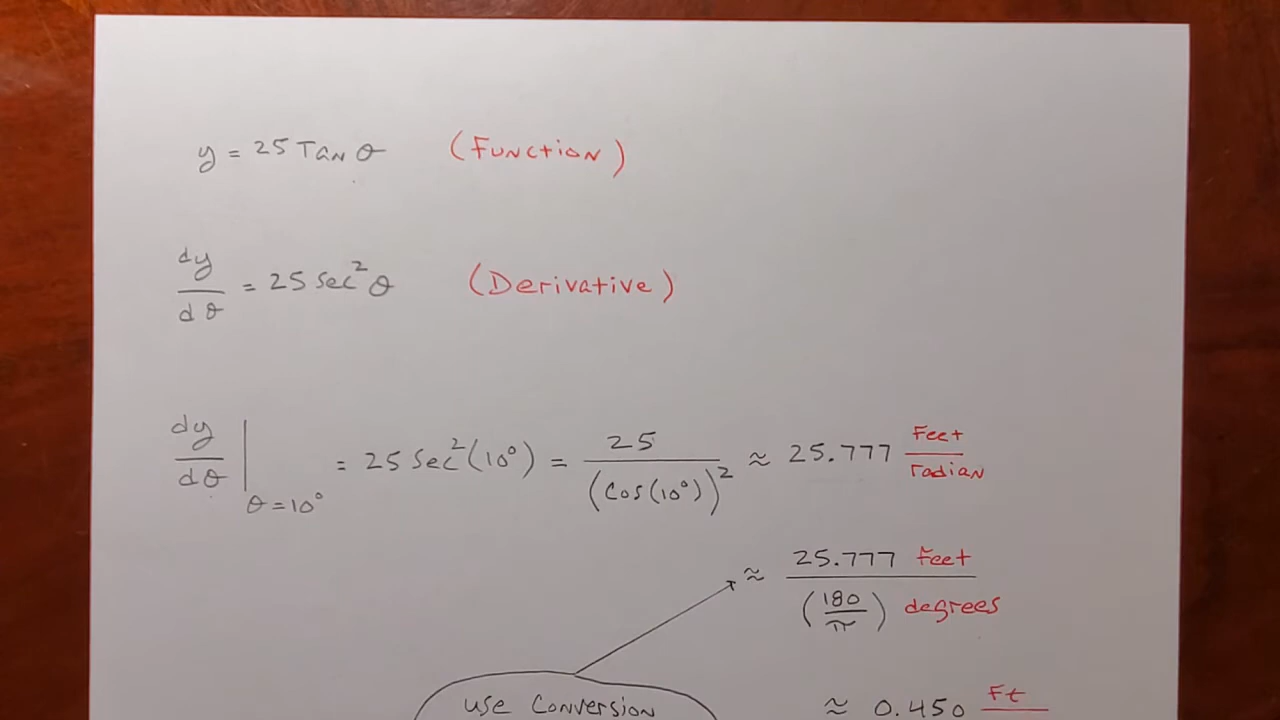 y = 25 Tan θ (Function)
dy/dθ = 25 sec² θ (Derivative)
dy/dθ |θ=10° = 25 sec²(10°) = 25/(cos(10°))² ≈ 25.777 Feet/radian
≈ 25.777 feet/(180/π) degrees
use Conversion
≈ 0.450 Ft